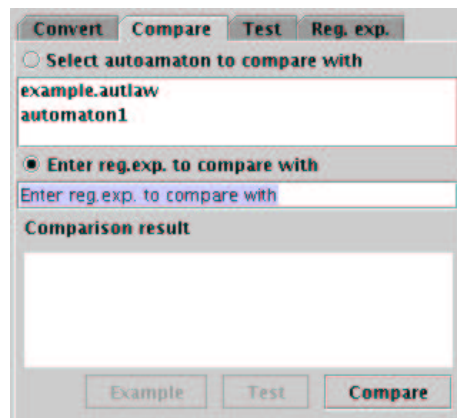 Convert Compare Test Reg. exp.
Select autoamaton to compare with
example.autlaw
automaton1
Enter reg.exp. to compare with
Enter reg.exp. to compare with
Comparison result
Example Test Compare